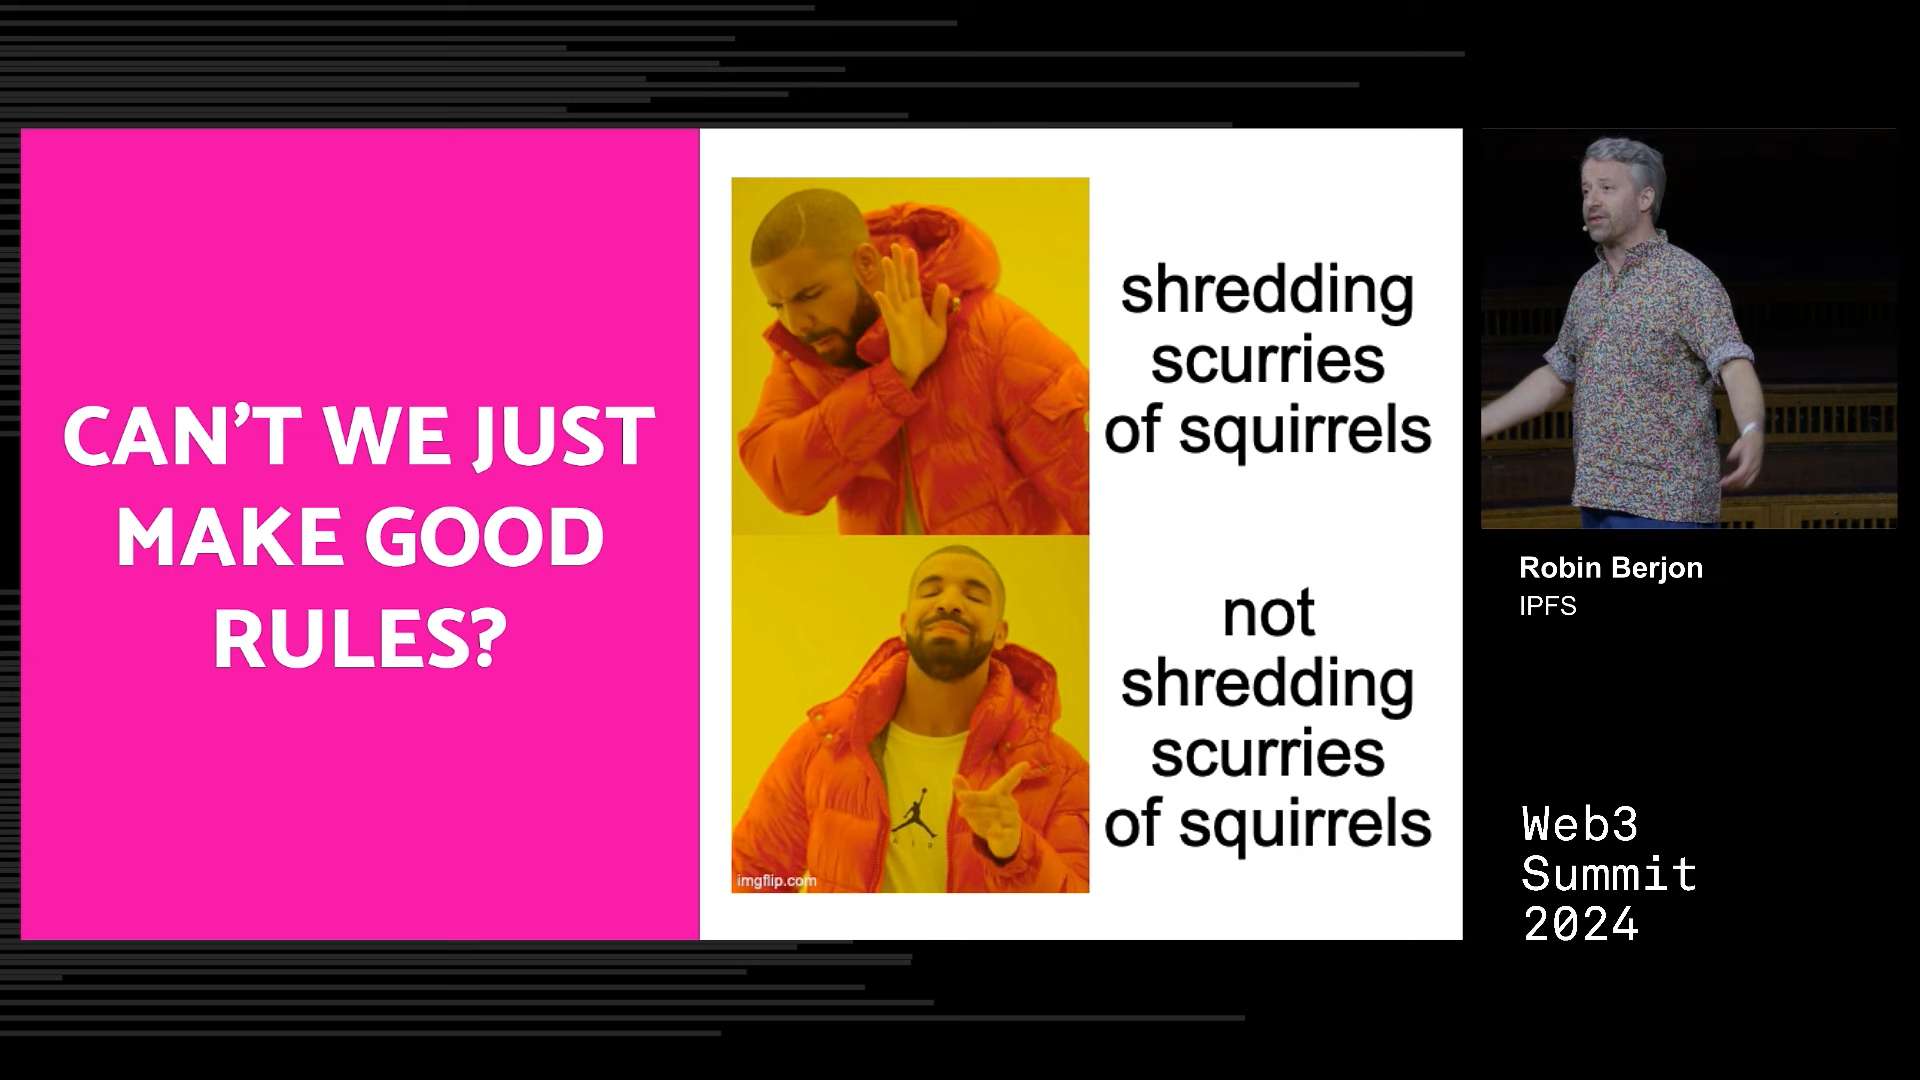 CAN'T WE JUST
MAKE GOOD
RULES?
shredding
scurries
of squirrels
not
shredding
scurries
of squirrels
AIR
imgflip.com
Robin Berjon
IPFS
Web3
Summit
2024